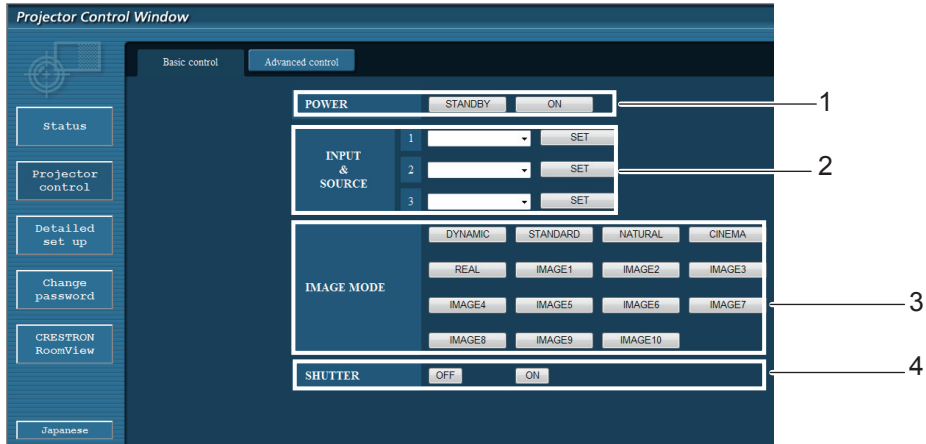 Projector Control Window
Basic control
Advanced control
POWER
STANDBY
ON
1
Status
INPUT
&
SOURCE
1
SET
2
SET
3
SET
2
Projector
control
Detailed
set up
Change
password
CRESTRON
RoomView
IMAGE MODE
DYNAMIC
STANDARD
NATURAL
CINEMA
REAL
IMAGE1
IMAGE2
IMAGE3
IMAGE4
IMAGE5
IMAGE6
IMAGE7
IMAGE8
IMAGE9
IMAGE10
3
SHUTTER
OFF
ON
4
Japanese